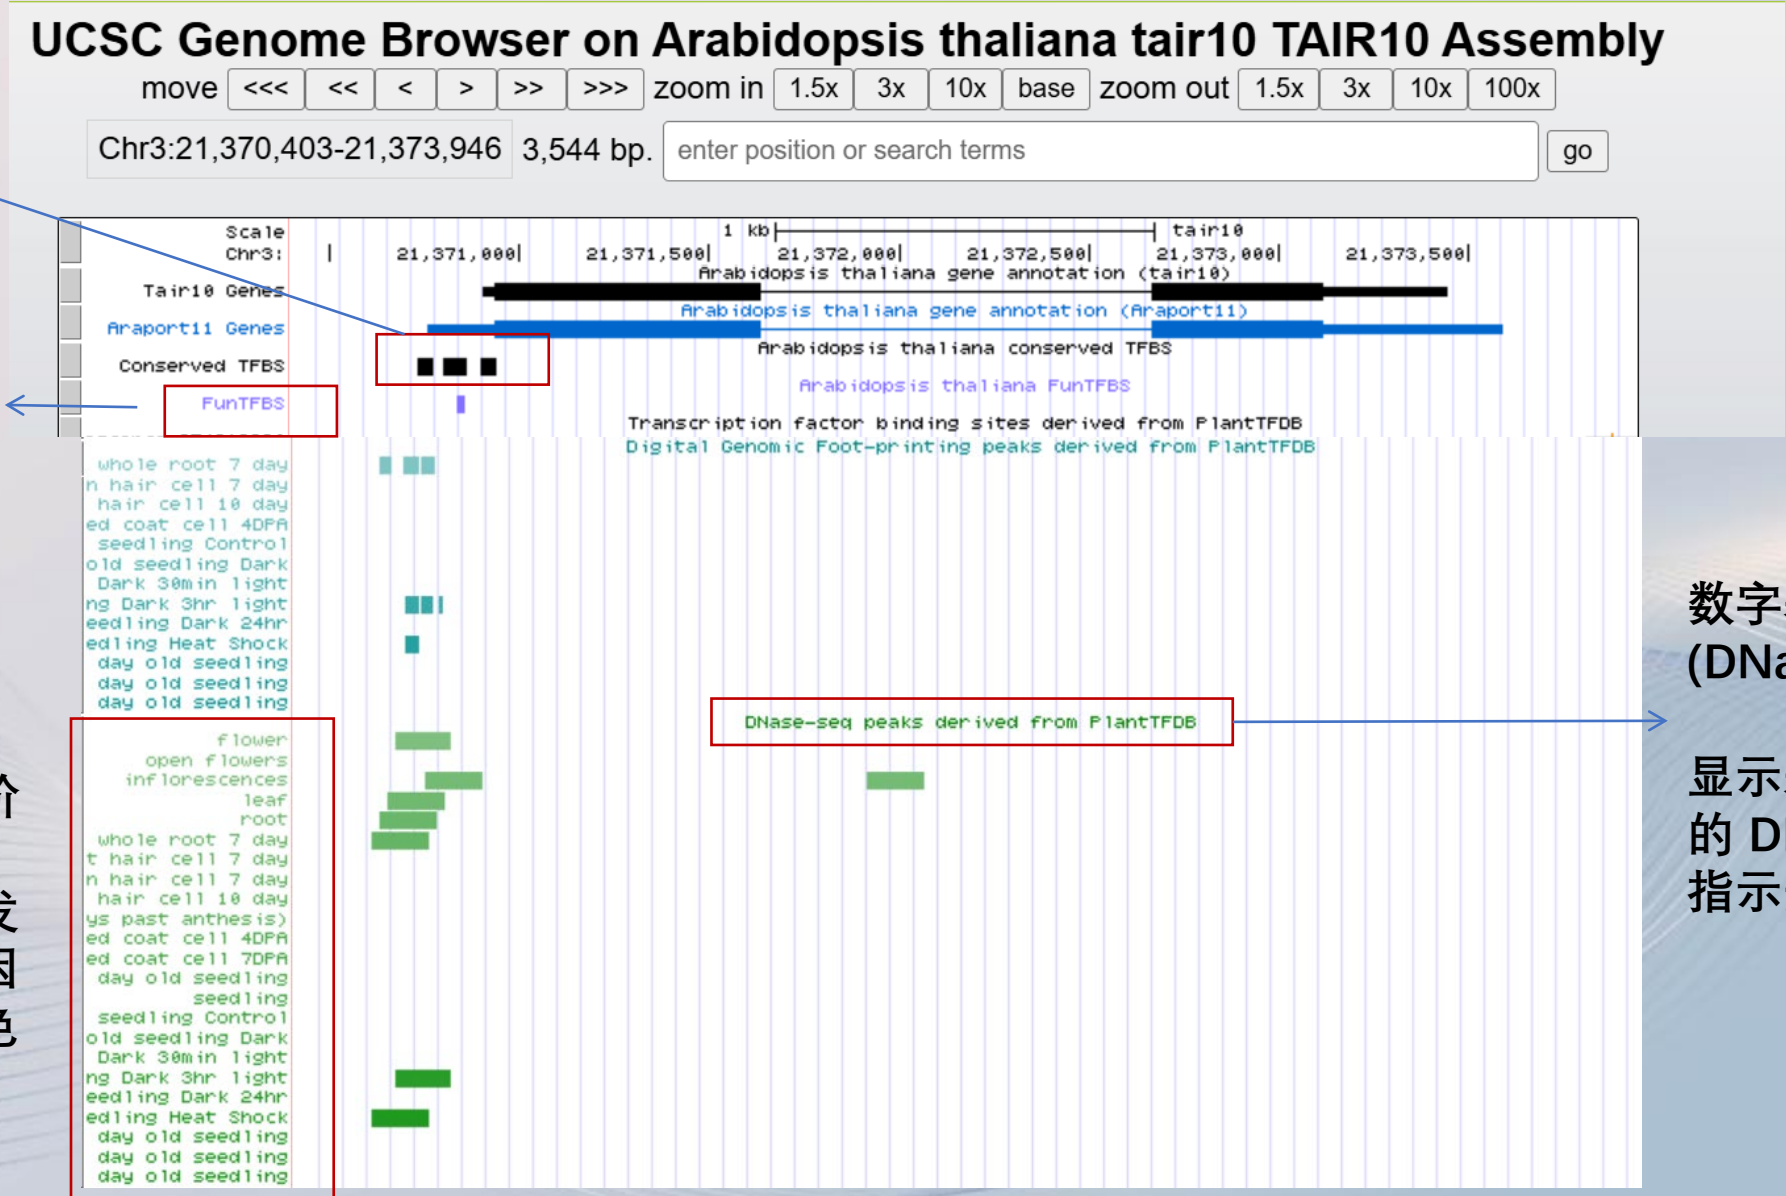 UCSC Genome Browser on Arabidopsis thaliana tair10 TAIR10 Assembly
move <<< << < > >> >>> zoom in 1.5x 3x 10x base zoom out 1.5x 3x 10x 100x
Chr3:21,370,403-21,373,946 3,544 bp. enter position or search terms go
Scale 1 kb tair10
Chr3: 21,371,000 21,371,500 21,372,000 21,372,500 21,373,000 21,373,500
Arabidopsis thaliana gene annotation (tair10)
Tair10 Genes
Arabidopsis thaliana gene annotation (Araport11)
Araport11 Genes
Arabidopsis thaliana conserved TFBS
Conserved TFBS
Arabidopsis thaliana FunTFBS
FunTFBS
Transcription factor binding sites derived from PlantTFDB
Digital Genomic Foot-printing peaks derived from PlantTFDB
whole root 7 day
n hair cell 7 day
hair cell 10 day
ed coat cell 4DPA
seedling Control
old seedling Dark
Dark 30min light
ng Dark 3hr light
eedling Dark 24hr
edling Heat Shock
day old seedling
day old seedling
day old seedling
DNase-seq peaks derived from PlantTFDB
flower
open flowers
inflorescences
leaf
root
whole root 7 day
t hair cell 7 day
n hair cell 7 day
hair cell 10 day
ys past anthesis)
ed coat cell 4DPA
ed coat cell 7DPA
day old seedling
seedling
seedling Control
old seedling Dark
Dark 30min light
ng Dark 3hr light
eedling Dark 24hr
edling Heat Shock
day old seedling
day old seedling
day old seedling
阶
发
因
色
数字
(DNa
显示
的 D
指示